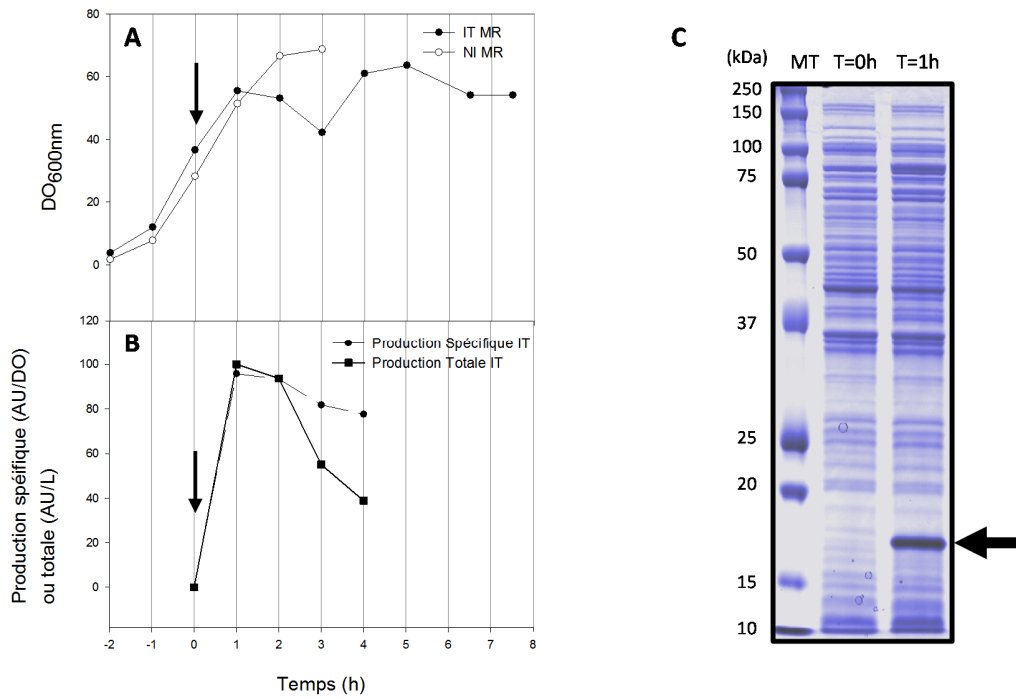 A
IT MR
NI MR
80
60
40
20
0
DO600nm
B
Production Spécifique IT
Production Totale IT
120
100
80
60
40
20
0
Production spéifique (AU/DO)
ou totale (AU/L)
-2 -1 0 1 2 3 4 5 6 7 8
Temps (h)
C
(kDa) MT T=0h T=1h
250
150
100
75
50
37
25
20
15
10